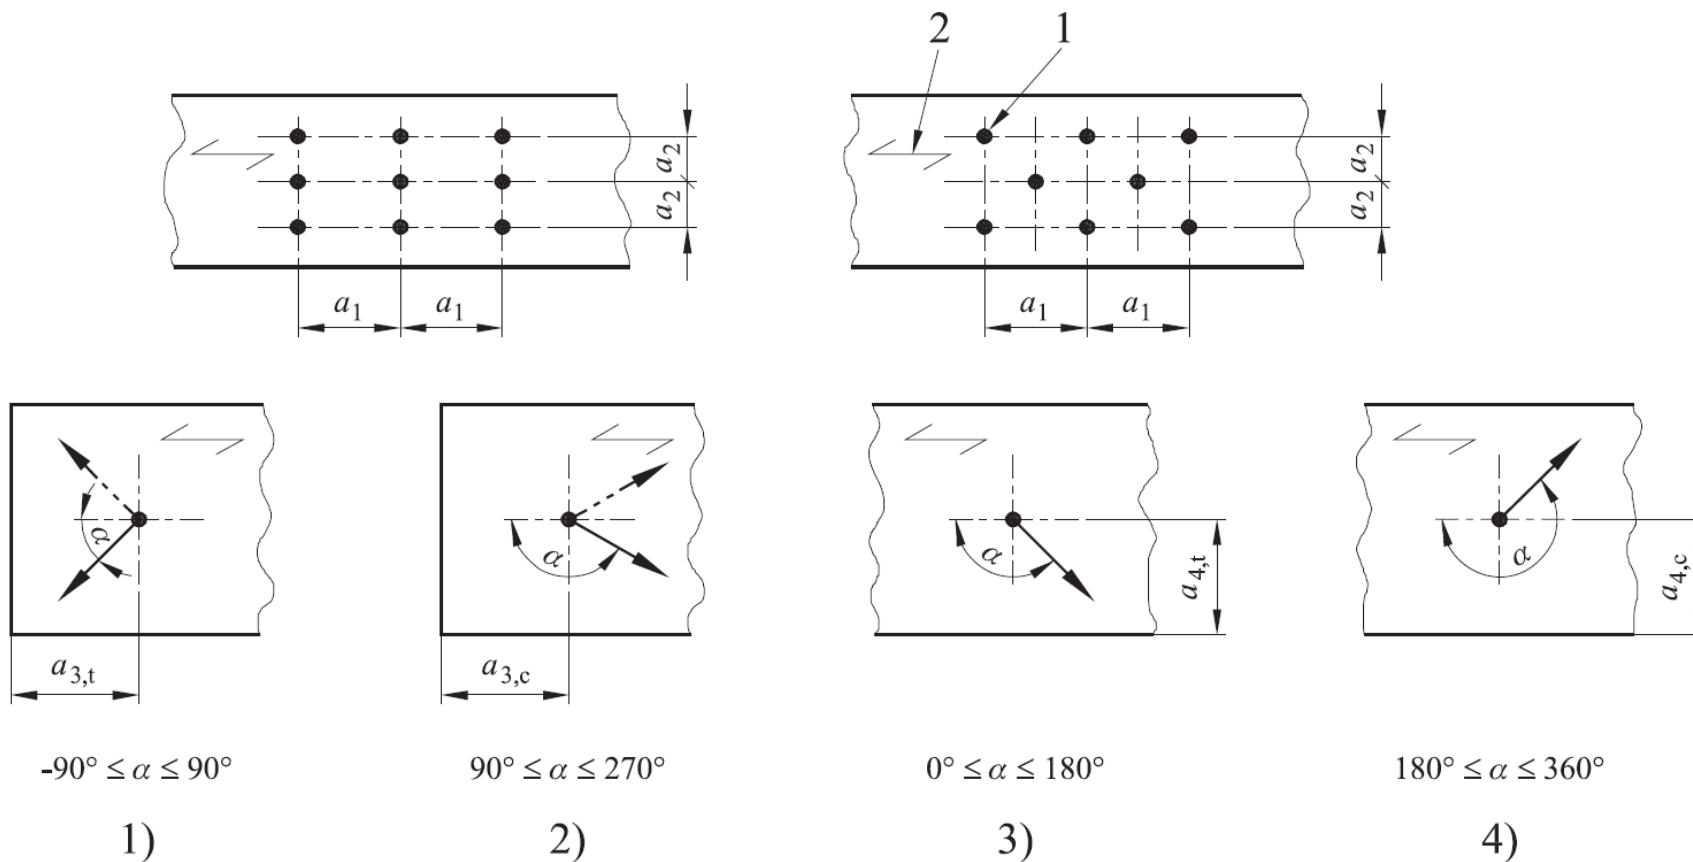 2 1
a2
a2
a1 a1
a2
a2
a1 a1
α
a3,t
α
a3,c
α
a4,t
α
a4,c
-90° ≤ α ≤ 90° 90° ≤ α ≤ 270° 0° ≤ α ≤ 180° 180° ≤ α ≤ 360°
1) 2) 3) 4)